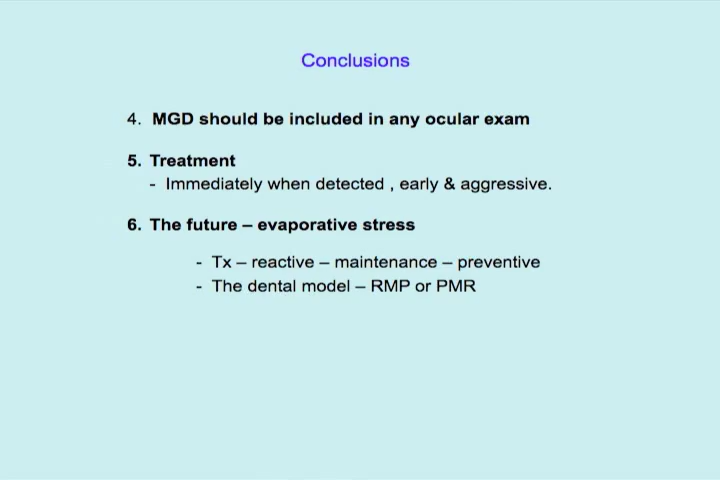 Conclusions
4. MGD should be included in any ocular exam
5. Treatment
- Immediately when detected , early & aggressive.
6. The future – evaporative stress
- Tx – reactive – maintenance – preventive
- The dental model – RMP or PMR